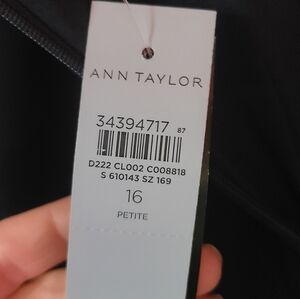 ANN TAYLOR
34394717 87
D222 CL002 C008818
S 610143 SZ 169
16
PETITE